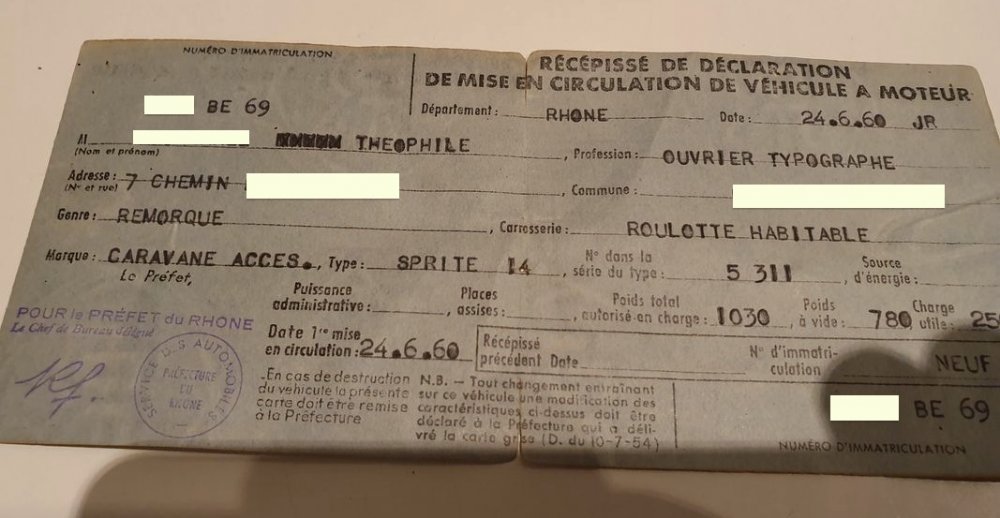 NUMÉRO D'IMMATRICULATION
BE 69
RÉCÉPISSÉ DE DÉCLARATION
DE MISE EN CIRCULATION DE VÉHICULE A MOTEUR
Département : RHONE Date : 24.6.60 JR
M THEOPHILE , Profession : OUVRIER TYPOGRAPHE
(Nom et prénom)
Adresse : 7 CHEMIN , Commune :
(Nº et rue)
Genre : REMORQUE , Carrosserie : ROULOTTE HABITABLE
Marque : CARAVANE ACCES. , Type : SPRITE 14 , Nº dans la série du type : 5 311 Source d'énergie :
Le Préfet,
Puissance administrative : , Places assises : , Poids total autorisé en charge : 1030 , Poids à vide : 780 Charge utile : 25
POUR le PRÉFET du RHONE
Le Chef de Bureau délégué
Date 1re mise en circulation : 24.6.60
Récépissé précédent Date Nº d'immatriculation NEUF
SERVICE D.S AUTOMOBILES
PRÉFECTURE
DU
RHONE
En cas de destruction
du véhicule la présente
carte doit être remise
à la Préfecture
N.B. — Tout changement entraînant
sur ce véhicule une modification des
caractéristiques ci-dessus doit être
déclaré à la Préfecture qui a déli-
vré la carte grise (D. du 10-7-54)
BE 69
NUMÉRO D'IMMATRICULATION